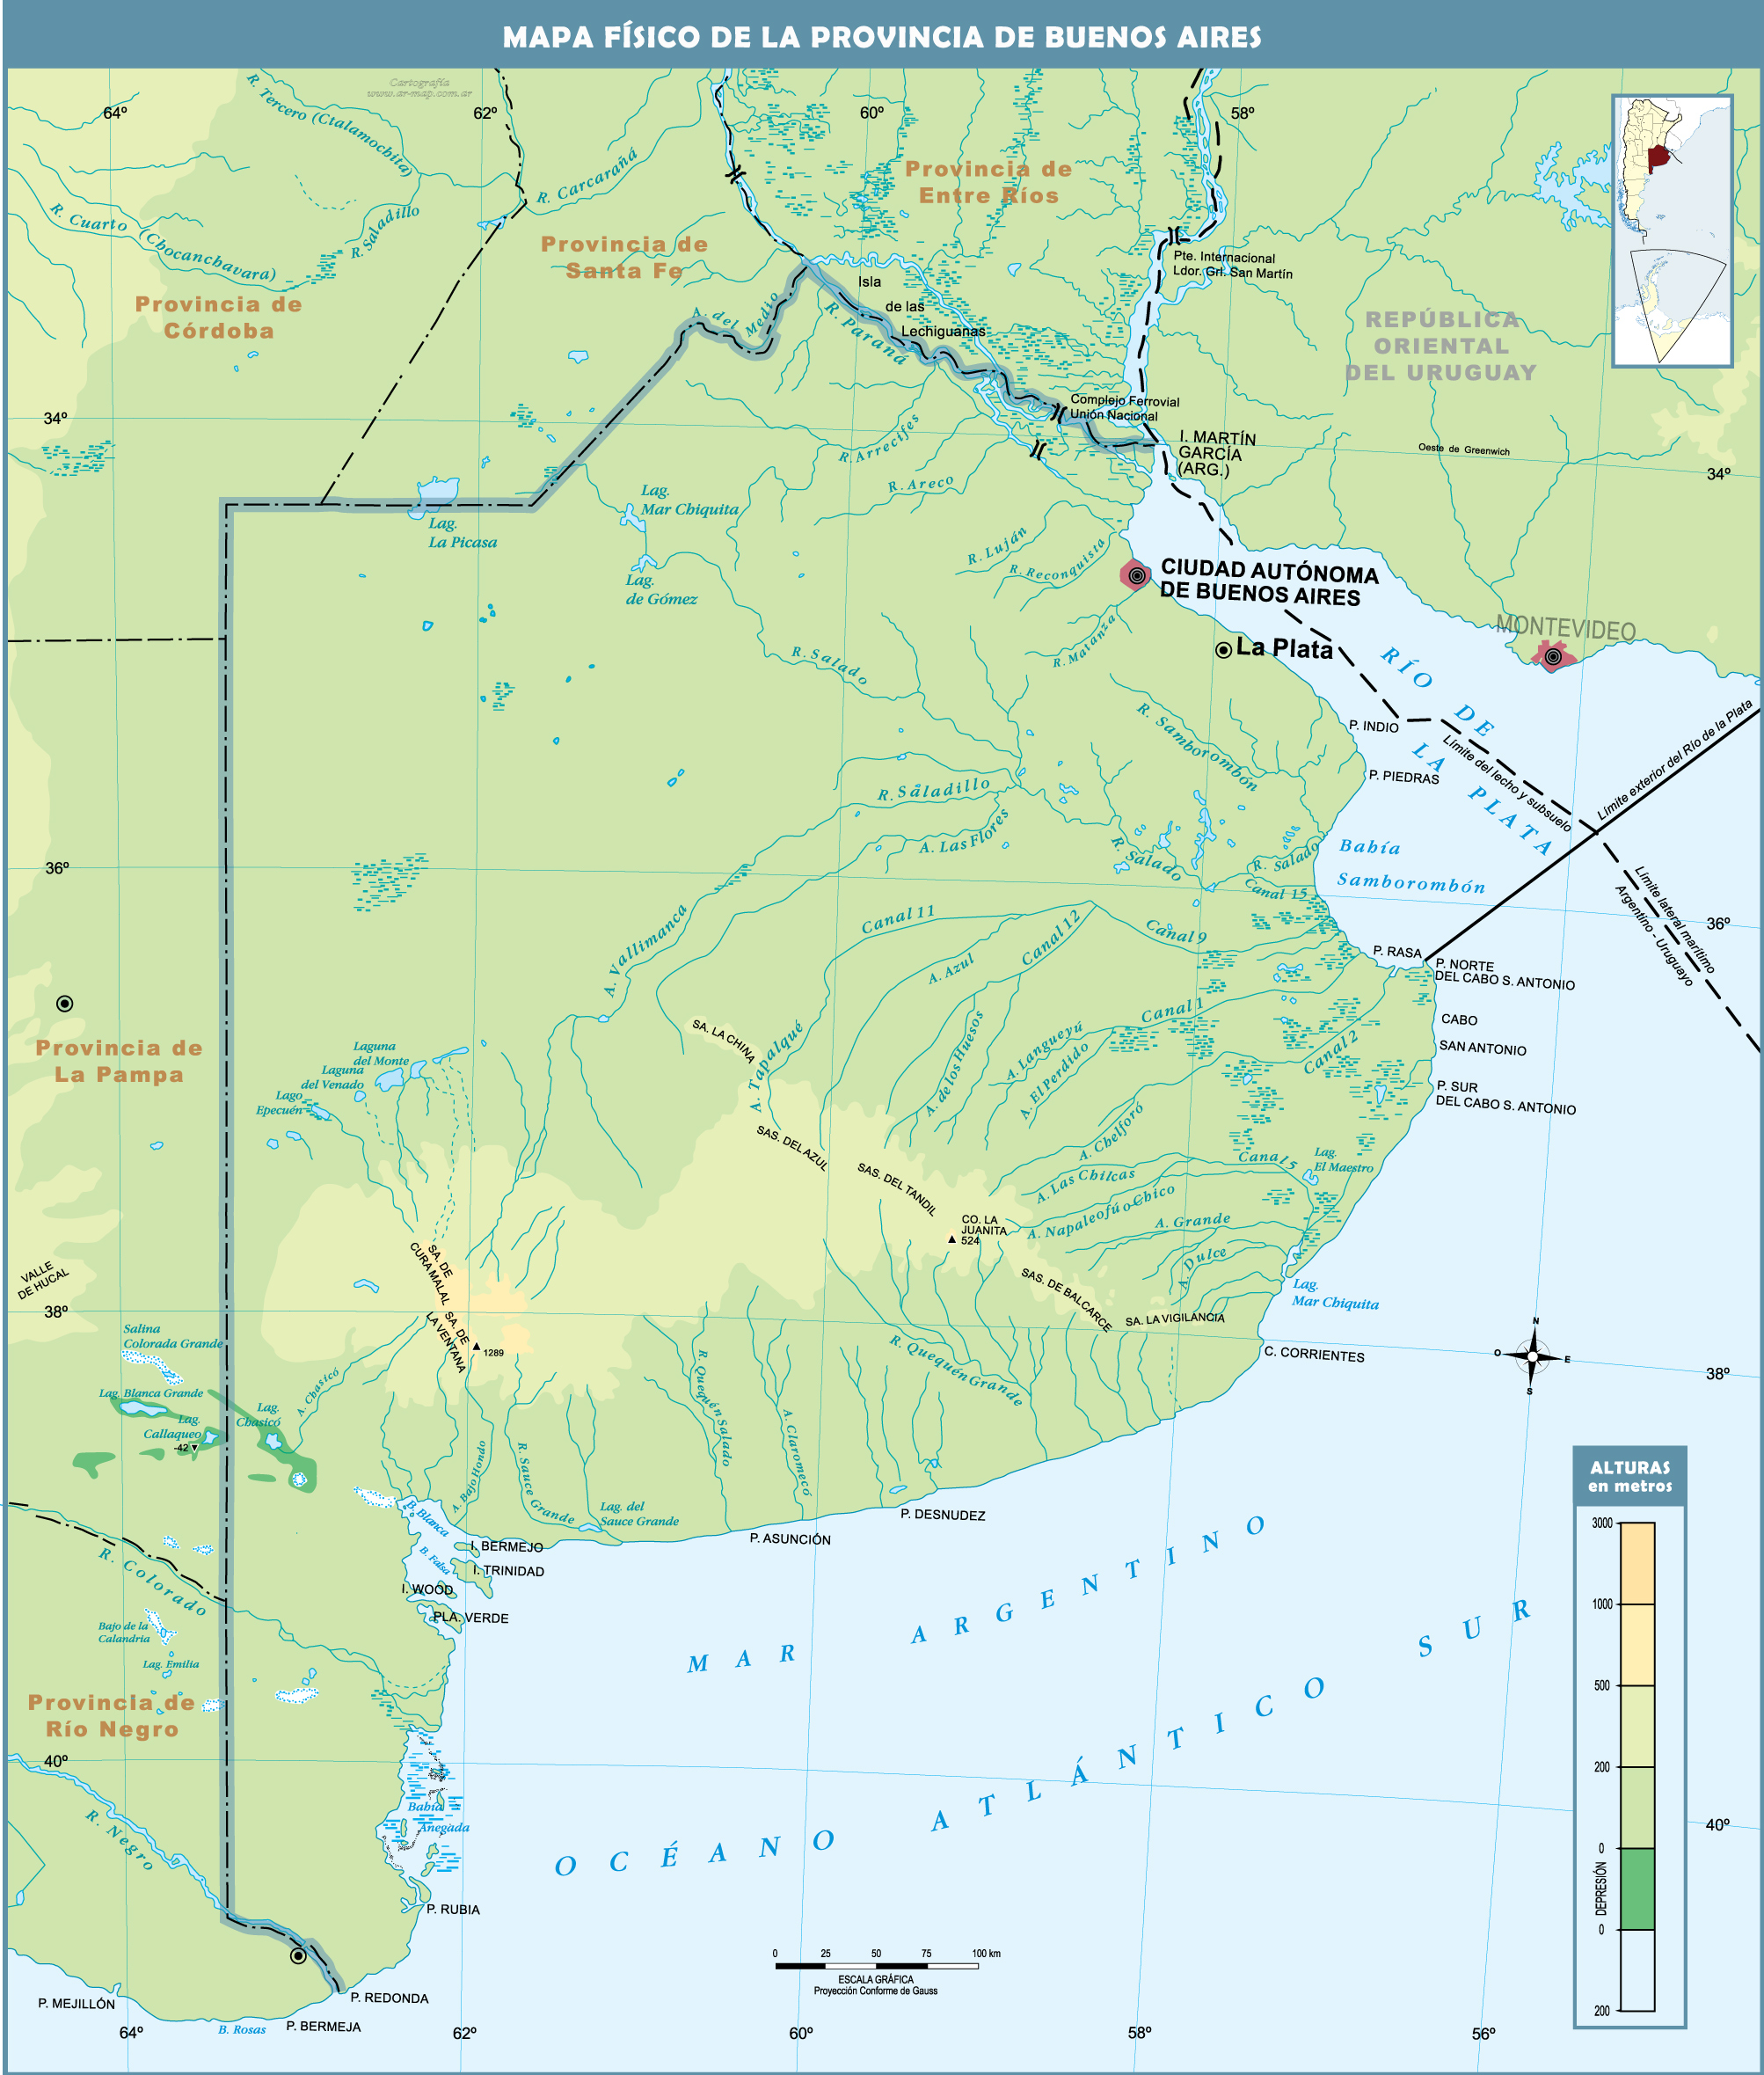 MAPA FÍSICO DE LA PROVINCIA DE BUENOS AIRES
Cartografía
www.ar-map.com.ar
64º
62º
60º
58º
R. Tercero (Ctalamochita)
R. Carcarañá
R. Cuarto (Chocanchavara)
R. Saladillo
Provincia de
Entre Ríos
Provincia de
Santa Fe
Provincia de
Córdoba
Pte. Internacional
Ldor. Grl. San Martín
Isla
de las
Lechiguanas
A. del Medio
R. Paraná
REPÚBLICA
ORIENTAL
DEL URUGUAY
Complejo Ferrovial
Unión Nacional
34º
R. Arrecifes
I. MARTÍN
GARCÍA
(ARG.)
Oeste de Greenwich
34º
R. Areco
Lag.
Mar Chiquita
Lag.
La Picasa
R. Luján
R. Reconquista
Lag.
de Gómez
CIUDAD AUTÓNOMA
DE BUENOS AIRES
MONTEVIDEO
R. Matanza
La Plata
R. Salado
RÍO
DE
LA
PLATA
R. Samborombón
P. INDIO
P. PIEDRAS
Límite del lecho y subsuelo
Límite exterior del Río de la Plata
R. Saladillo
A. Las Flores
R. Salado
R. Salado
Bahía
Samborombón
36º
Canal 15
Límite lateral marítimo
Argentino - Uruguayo
36º
A. Vallimanca
Canal 11
Canal 12
Canal 9
A. Azul
P. RASA
P. NORTE
DEL CABO S. ANTONIO
CABO
SAN ANTONIO
P. SUR
DEL CABO S. ANTONIO
Canal 1
Canal 2
SA. LA CHINA
A. Tapalqué
A. de los Huesos
A. Langueyú
A. El Perdido
Provincia de
La Pampa
Laguna
del Monte
Laguna
del Venado
Lago
Epecuén
SAS. DEL AZUL
SAS. DEL TANDIL
A. Chelforó
Canal 5
Lag.
El Maestro
A. Las Chilcas
A. Napaleofú o Chico
CO. LA
JUANITA
524
A. Grande
A. Dulce
SA. DE
CURA MALAL
SA. DE
LA VENTANA
1289
SAS. DE BALCARCE
SA. LA VIGILANCIA
Lag.
Mar Chiquita
VALLE
DE HUCAL
38º
Salina
Colorada Grande
N
O
E
S
C. CORRIENTES
38º
Lag. Blanca Grande
Lag.
Callaqueo
-42
Lag.
Chasicó
A. Chasicó
R. Quequén Salado
A. Claromecó
R. Quequén Grande
A. Bajo Hondo
R. Sauce Grande
Lag. del
Sauce Grande
B. Blanca
B. Falsa
I. BERMEJO
I. TRINIDAD
I. WOOD
PLA. VERDE
P. ASUNCIÓN
P. DESNUDEZ
R. Colorado
Bajo de la
Calandria
Lag. Emilia
Provincia de
Río Negro
MAR ARGENTINO
OCÉANO ATLÁNTICO SUR
40º
R. Negro
Bahía
Anegada
40º
P. RUBIA
P. REDONDA
P. MEJILLÓN
B. Rosas
P. BERMEJA
0 25 50 75 100 km
ESCALA GRÁFICA
Proyección Conforme de Gauss
ALTURAS
en metros
3000
1000
500
200
0
DEPRESIÓN
0
200
64º
62º
60º
58º
56º